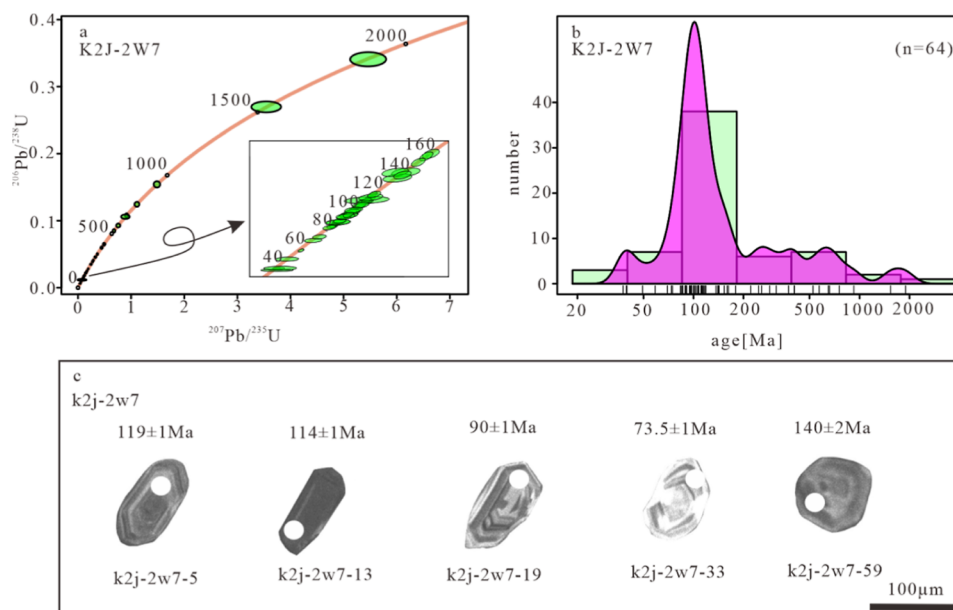 a
K2J-2W7
0.4
0.3
0.2
0.1
0.0
206Pb/238U
2000
1500
1000
500
0
160
140
120
100
80
60
40
0 1 2 3 4 5 6 7
207Pb/235U
b
K2J-2W7 (n=64)
40
30
20
10
0
number
20 50 100 200 500 1000 2000
age[Ma]
c
k2j-2w7
119±1Ma 114±1Ma 90±1Ma 73.5±1Ma 140±2Ma
k2j-2w7-5 k2j-2w7-13 k2j-2w7-19 k2j-2w7-33 k2j-2w7-59
100μm